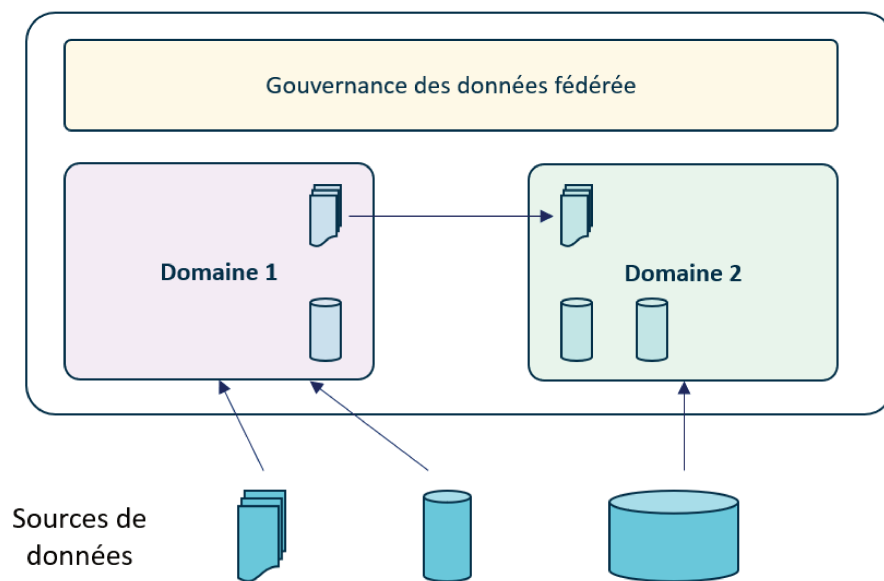 Gouvernance des données fédérée
Domaine 1
Domaine 2
Sources de
données